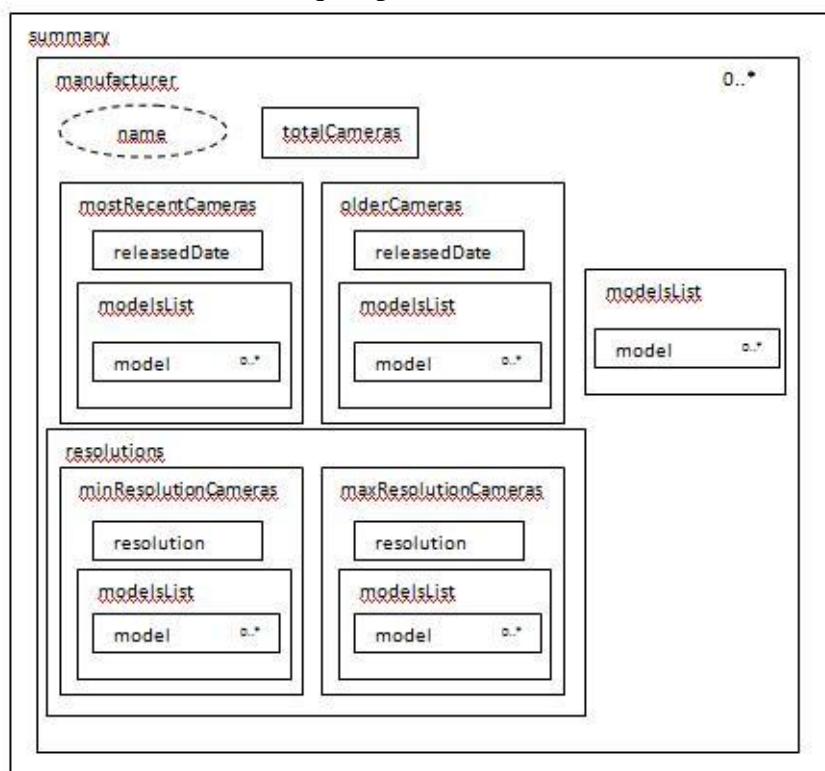 summary
manufacturer 0..*
name totalCameras
mostRecentCameras olderCameras
releasedDate releasedDate
modelsList modelsList modelsList
model 0..* model 0..* model 0..*
resolutions
minResolutionCameras maxResolutionCameras
resolution resolution
modelsList modelsList
model 0..* model 0..*